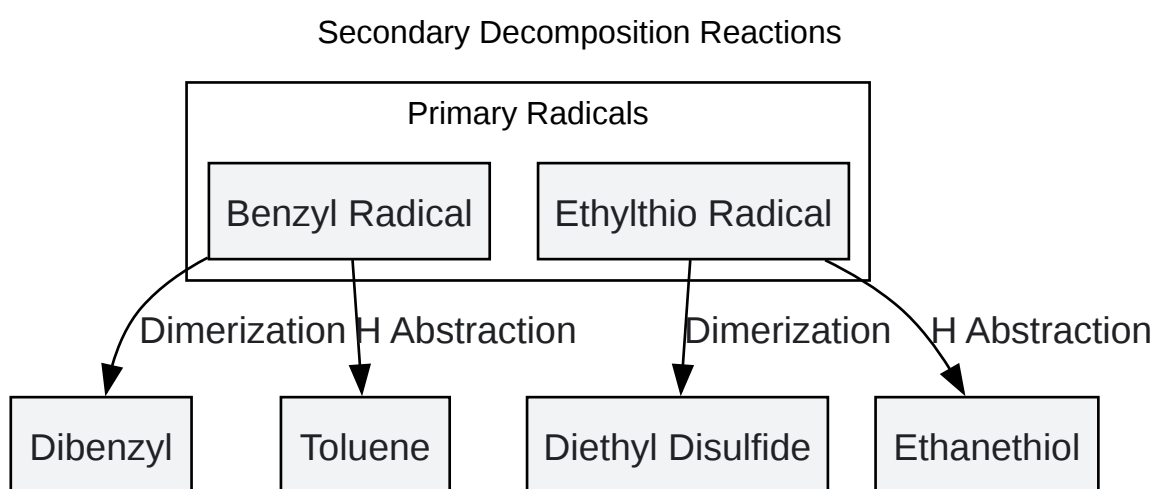 Secondary Decomposition Reactions
Primary Radicals
Benzyl Radical
Ethylthio Radical
Dimerization
H Abstraction
Dimerization
H Abstraction
Dibenzyl
Toluene
Diethyl Disulfide
Ethanethiol